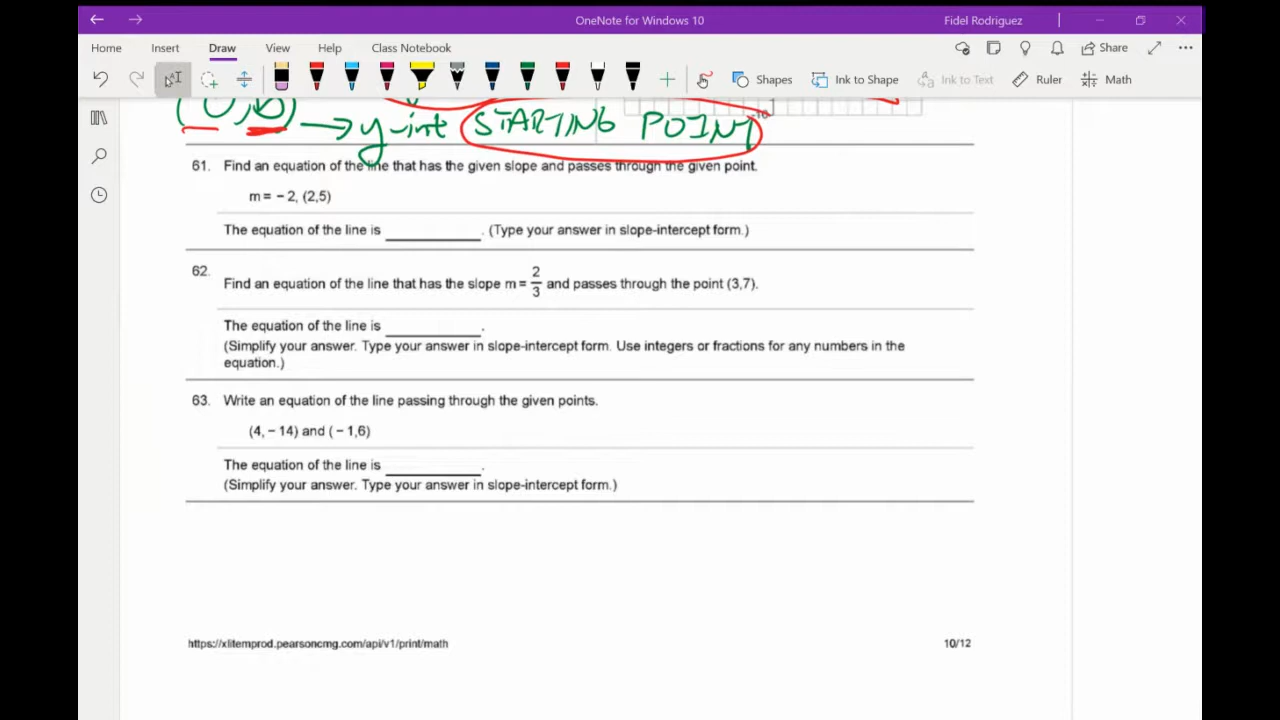 OneNote for Windows 10
Fidel Rodriguez
Home Insert Draw View Help Class Notebook
Share
Shapes Ink to Shape Ink to Text Ruler Math
(0,b) → y-int STARTING POINT
-10
61. Find an equation of the line that has the given slope and passes through the given point.
m = − 2, (2,5)
The equation of the line is ________. (Type your answer in slope-intercept form.)
62. Find an equation of the line that has the slope m = 2/3 and passes through the point (3,7).
The equation of the line is ________.
(Simplify your answer. Type your answer in slope-intercept form. Use integers or fractions for any numbers in the
equation.)
63. Write an equation of the line passing through the given points.
(4, − 14) and ( − 1,6)
The equation of the line is ________.
(Simplify your answer. Type your answer in slope-intercept form.)
https://xlitemprod.pearsoncmg.com/api/v1/print/math
10/12